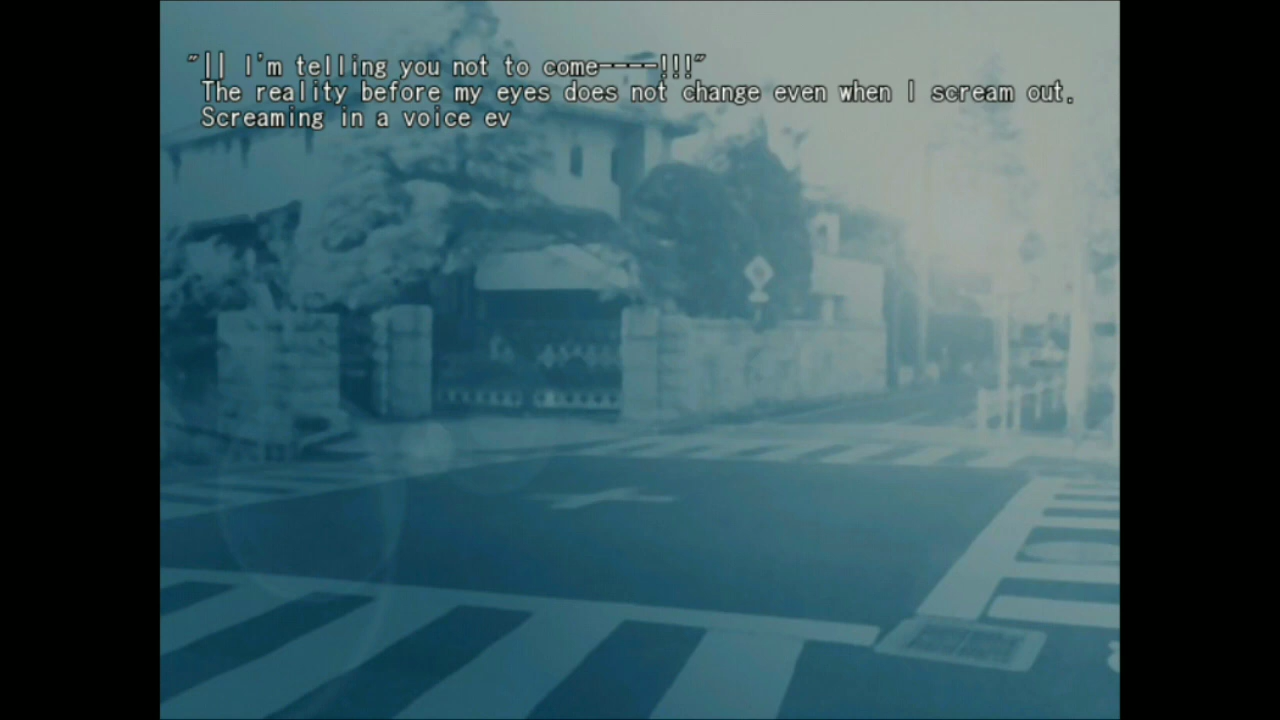 "|| I'm telling you not to come----!!!"
The reality before my eyes does not change even when I scream out.
Screaming in a voice ev